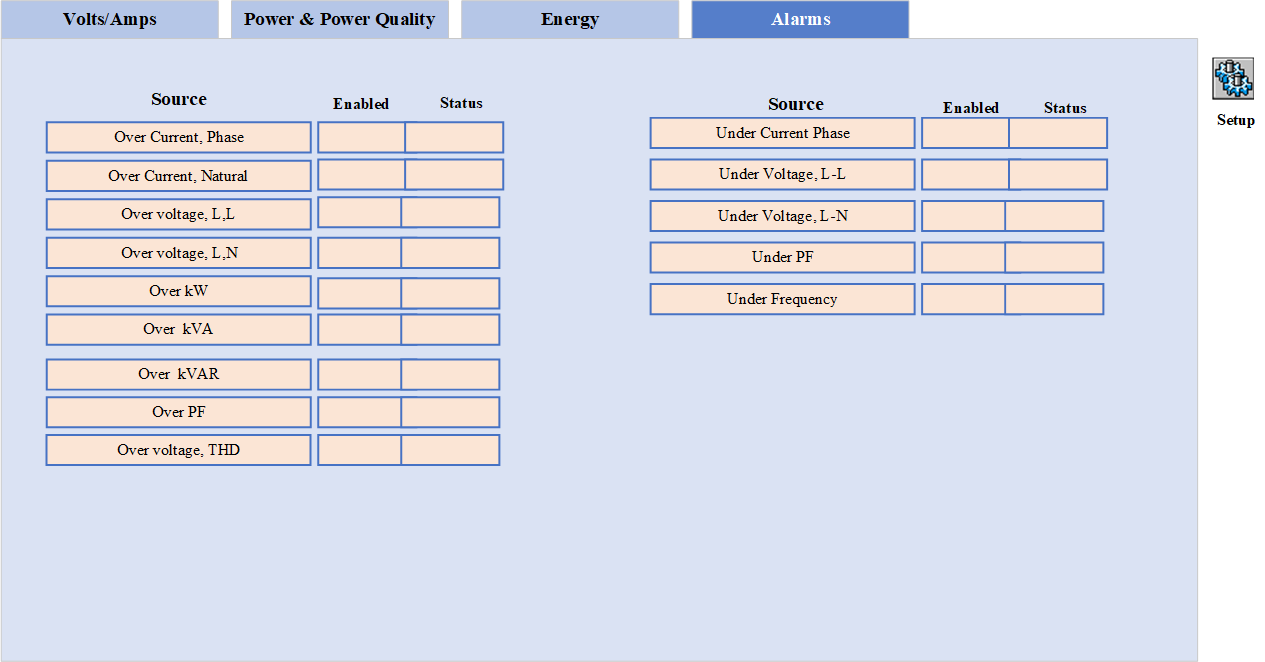 Volts/Amps
Power & Power Quality
Energy
Alarms
Setup
Source
Enabled
Status
Over Current, Phase
Over Current, Natural
Over voltage, L,L
Over voltage, L,N
Over kW
Over  kVA
Over  kVAR
Over PF
Over voltage, THD
Source
Enabled
Status
Under Current Phase
Under Voltage, L-L
Under Voltage, L-N
Under PF
Under Frequency